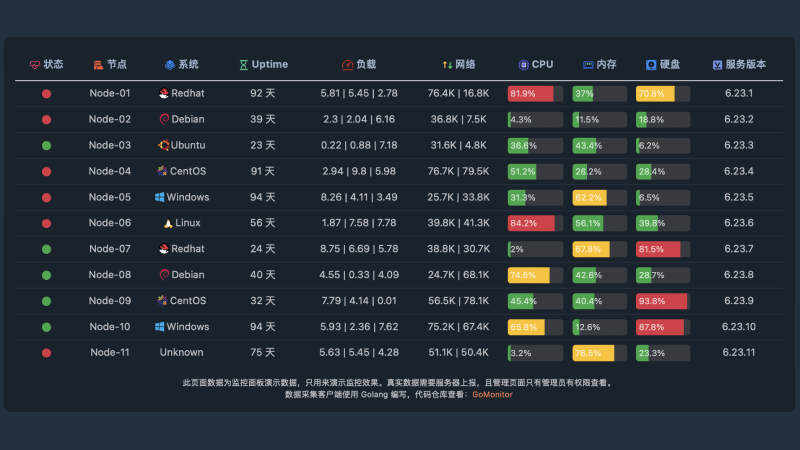 状态 节点 系统 Uptime 负载 网络 CPU 内存 硬盘 服务版本
Node-01 Redhat 92 天 5.81 | 5.45 | 2.78 76.4K | 16.8K 81.9% 37% 70.8% 6.23.1
Node-02 Debian 39 天 2.3 | 2.04 | 6.16 36.8K | 7.5K 4.3% 11.5% 18.8% 6.23.2
Node-03 Ubuntu 23 天 0.22 | 0.88 | 7.18 31.6K | 4.8K 36.6% 43.4% 6.2% 6.23.3
Node-04 CentOS 91 天 2.94 | 9.8 | 5.98 76.7K | 79.5K 51.2% 26.2% 28.4% 6.23.4
Node-05 Windows 94 天 8.26 | 4.11 | 3.49 25.7K | 33.8K 31.3% 62.2% 6.5% 6.23.5
Node-06 Linux 56 天 1.87 | 7.58 | 7.78 39.8K | 41.3K 84.2% 56.1% 39.8% 6.23.6
Node-07 Redhat 24 天 8.75 | 6.69 | 5.78 38.8K | 30.7K 2% 67.8% 81.5% 6.23.7
Node-08 Debian 40 天 4.55 | 0.33 | 4.09 24.7K | 68.1K 74.6% 42.6% 28.7% 6.23.8
Node-09 CentOS 32 天 7.79 | 4.14 | 0.01 56.5K | 78.1K 45.4% 40.4% 93.8% 6.23.9
Node-10 Windows 94 天 5.93 | 2.36 | 7.62 75.2K | 67.4K 65.8% 12.6% 87.8% 6.23.10
Node-11 Unknown 75 天 5.63 | 5.45 | 4.28 51.1K | 50.4K 3.2% 76.5% 23.3% 6.23.11
此页面数据为监控面板演示数据，只用来演示监控效果。真实数据需要服务器上报，且管理页面只有管理员有权限查看。
数据采集客户端使用 Golang 编写，代码仓库查看：GoMonitor